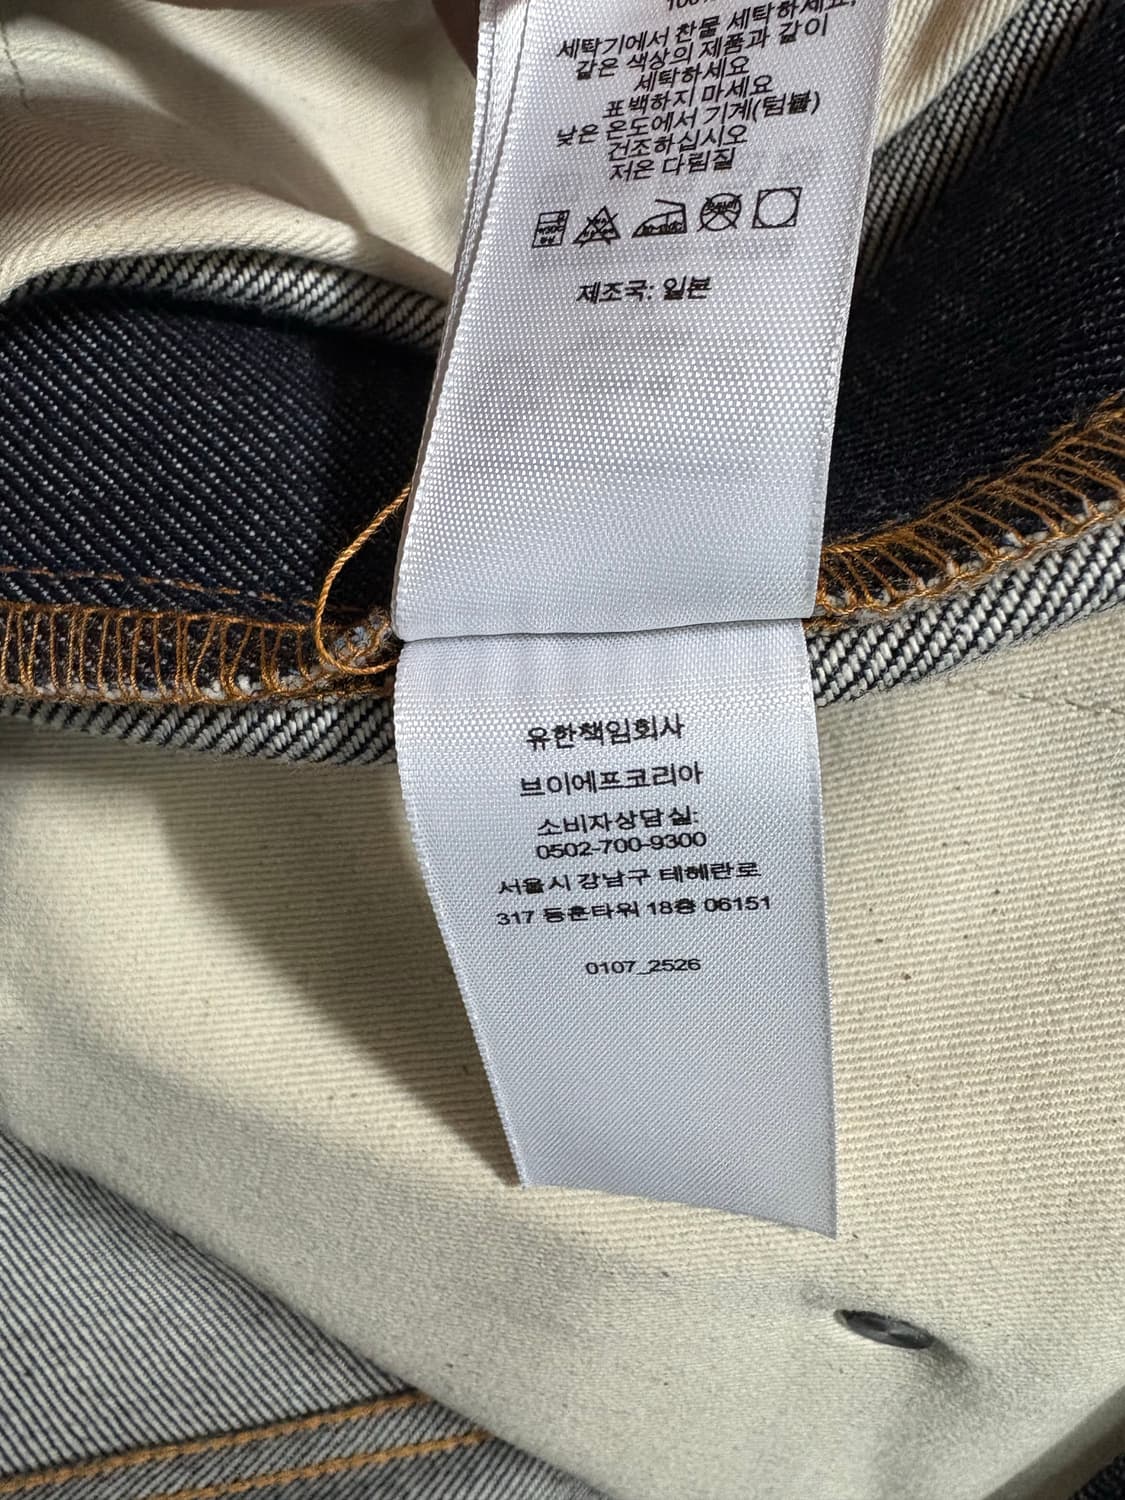 세탁기에서 찬물 세탁하세요,
같은 색상의 제품과 같이
세탁하세요
표백하지 마세요
낮은 온도에서 기계(텀블)
건조하십시오
저온 다림질
제조국: 일본
유한책임회사
브이에프코리아
소비자상담실:
0502-700-9300
서울시 강남구 테헤란로
317 동훈타워 18층 06151
0107_2526